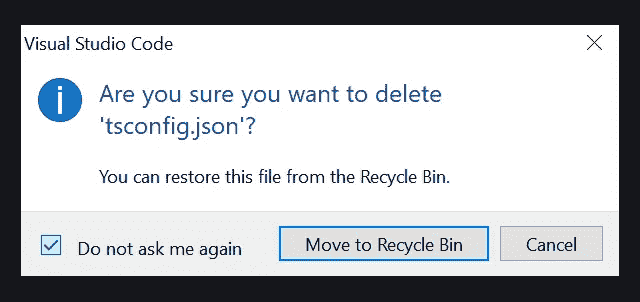 Visual Studio Code
Are you sure you want to delete
'tsconfig.json'?
You can restore this file from the Recycle Bin.
Do not ask me again
Move to Recycle Bin
Cancel